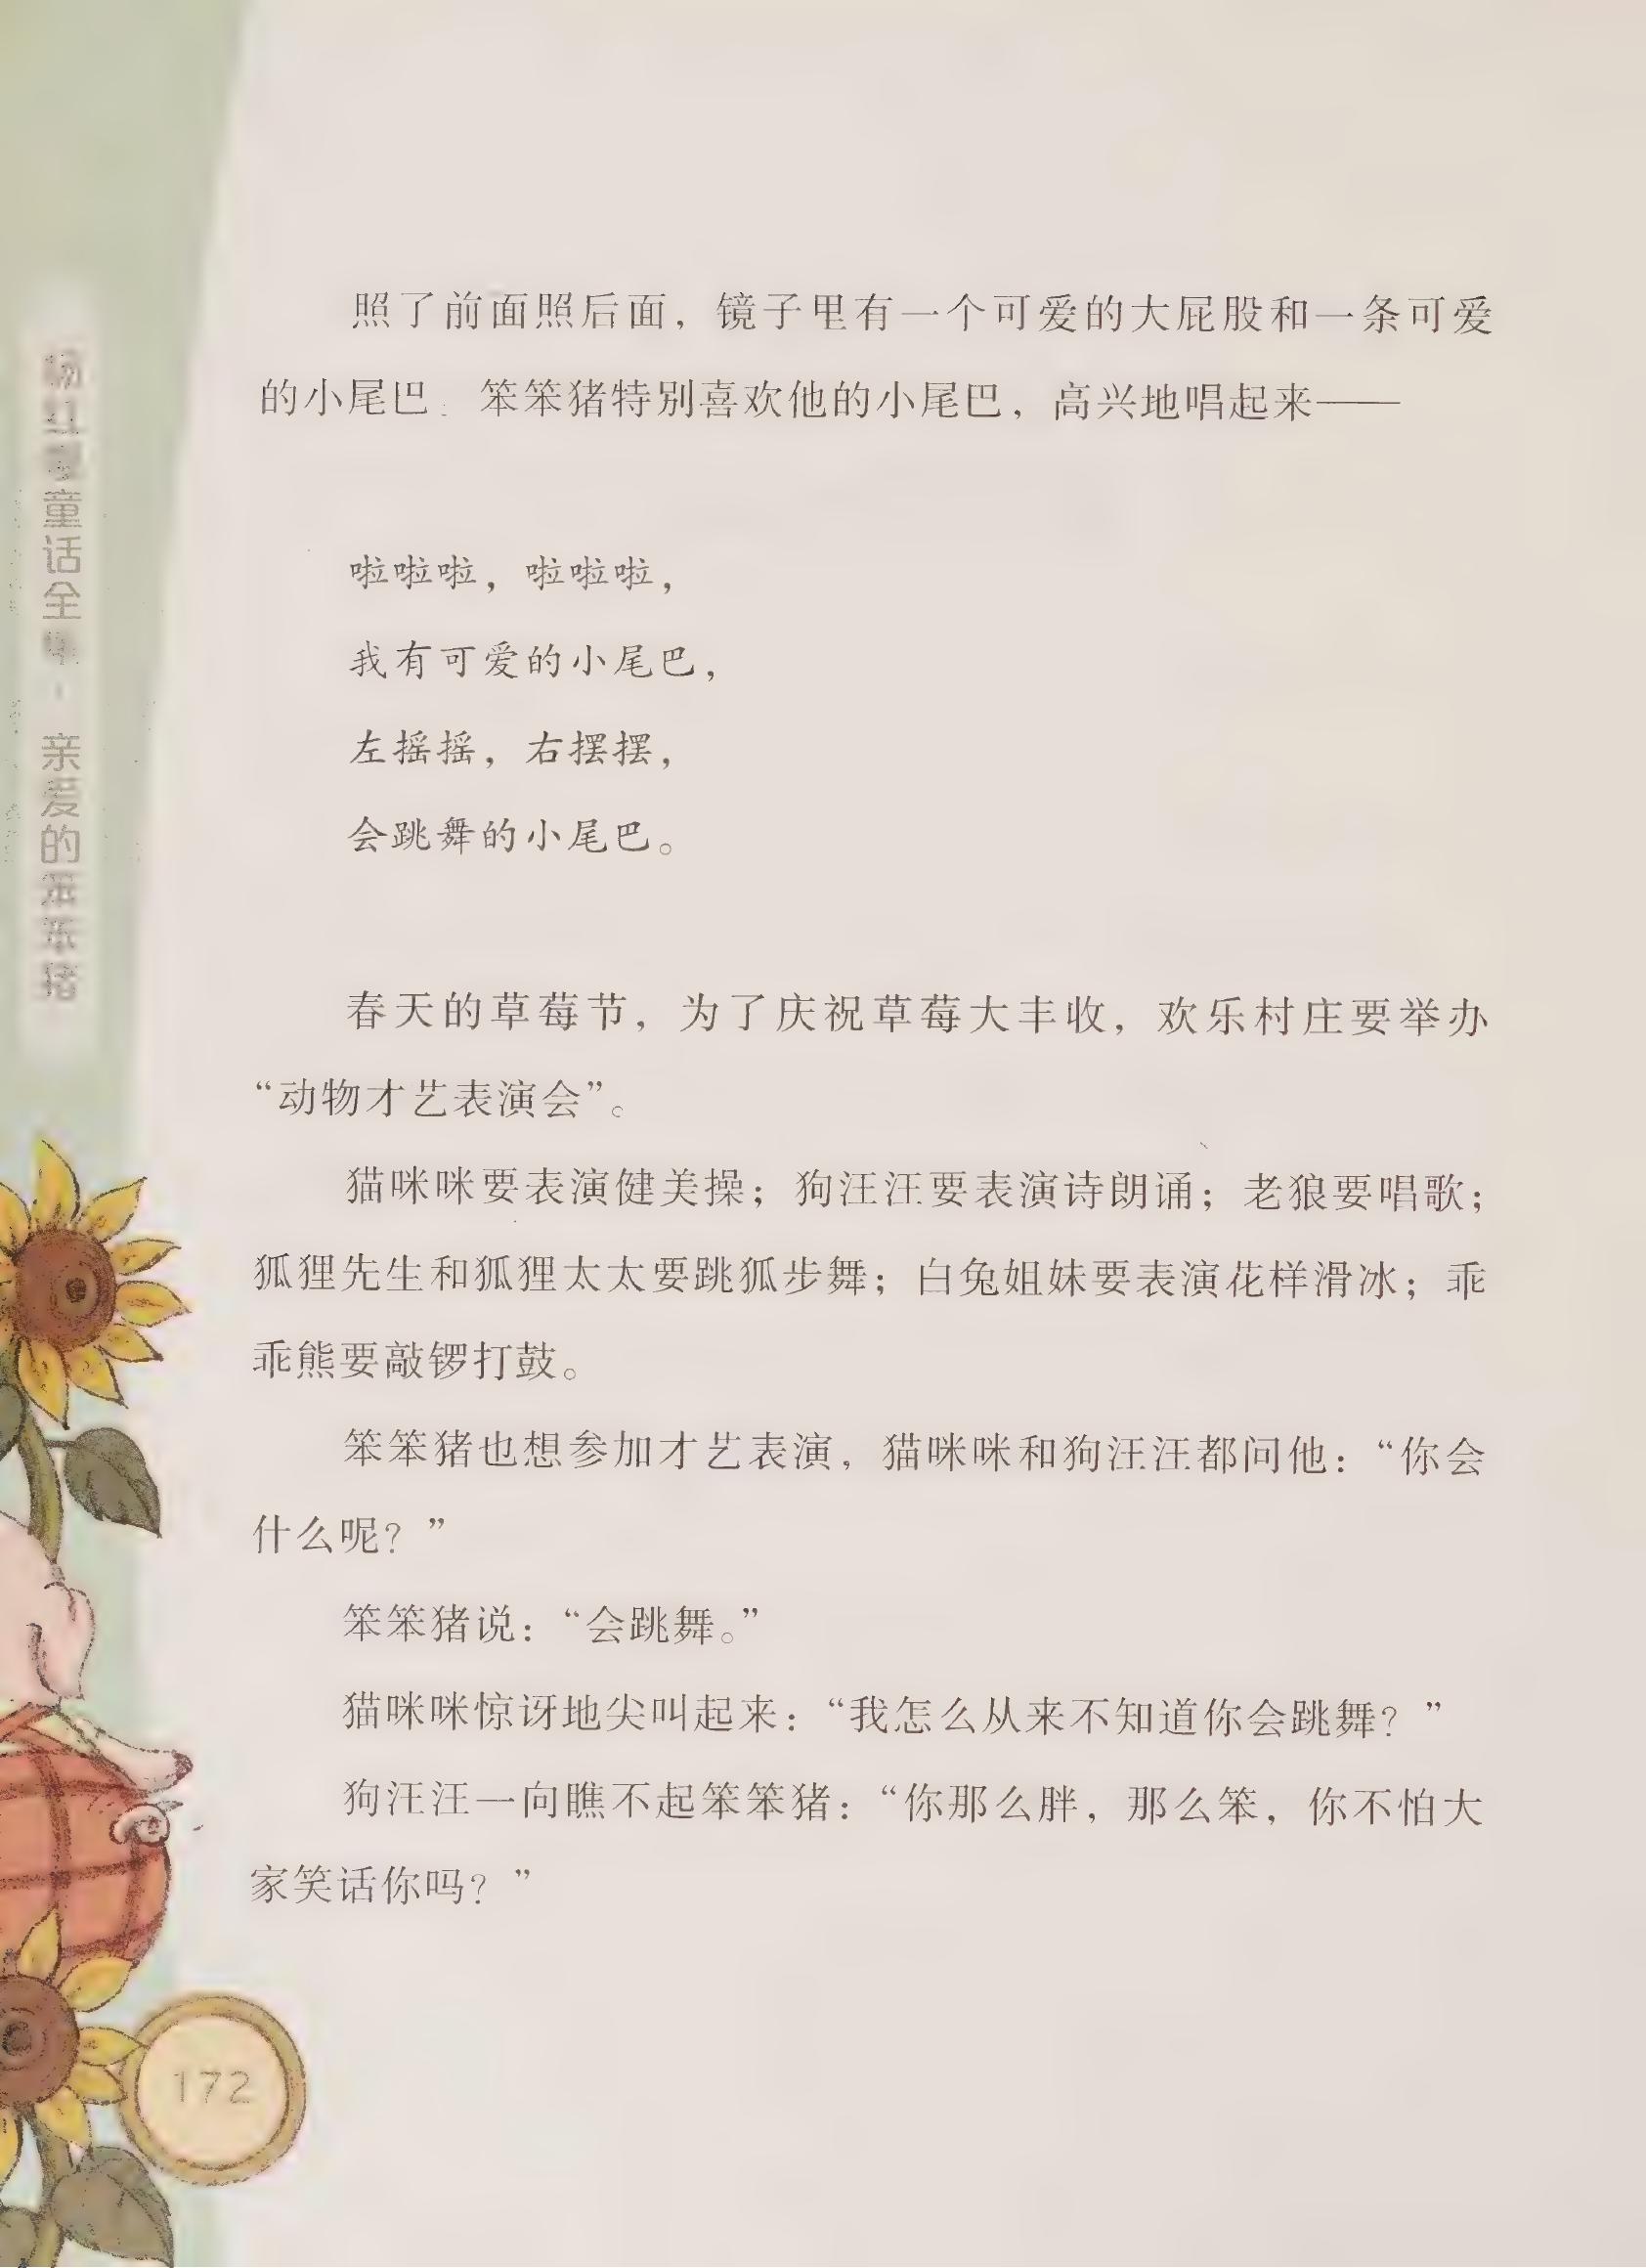 杨红樱童话全集·亲爱的笨笨猪
照了前面照后面，镜子里有一个可爱的大屁股和一条可爱
的小尾巴。笨笨猪特别喜欢他的小尾巴，高兴地唱起来——
啦啦啦，啦啦啦，
我有可爱的小尾巴，
左摇摇，右摆摆，
会跳舞的小尾巴。
春天的草莓节，为了庆祝草莓大丰收，欢乐村庄要举办
“动物才艺表演会”。
猫咪咪要表演健美操；狗汪汪要表演诗朗诵；老狼要唱歌；
狐狸先生和狐狸太太要跳狐步舞；白兔姐妹要表演花样滑冰；乖
乖熊要敲锣打鼓。
笨笨猪也想参加才艺表演，猫咪咪和狗汪汪都问他：“你会
什么呢？”
笨笨猪说：“会跳舞。”
猫咪咪惊讶地尖叫起来：“我怎么从来不知道你会跳舞？”
狗汪汪一向瞧不起笨笨猪：“你那么胖，那么笨，你不怕大
家笑话你吗？”
172